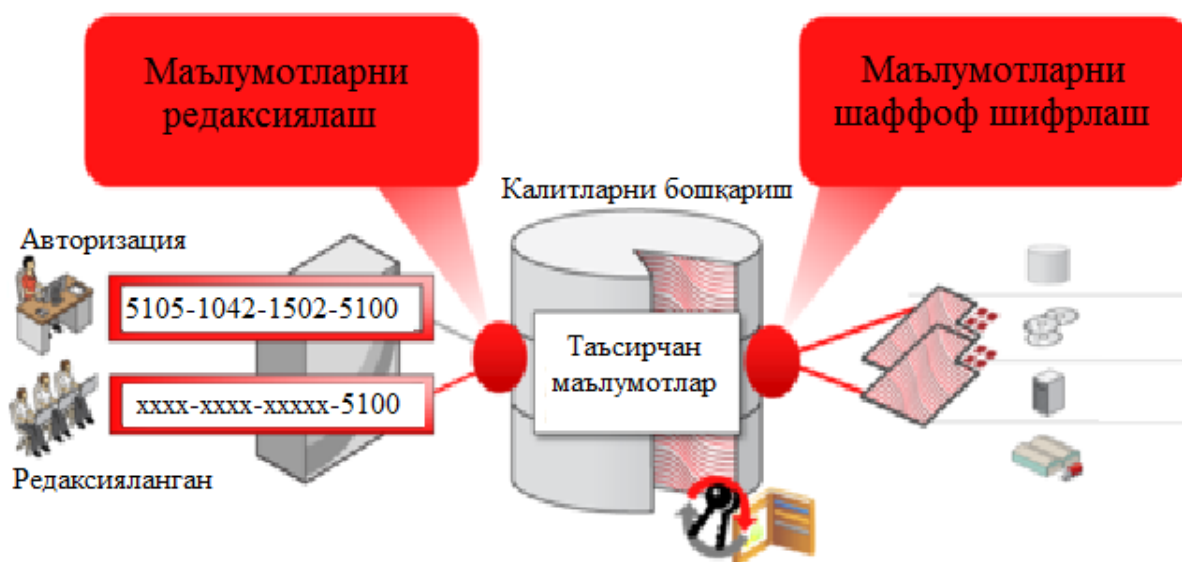 Маълумотларни
редаксиялаш
Маълумотларни
шаффоф шифрлаш
Калитларни бошқариш
Авторизация
5105-1042-1502-5100
Таъсирчан
маълумотлар
xxxx-xxxx-xxxxx-5100
Редаксияланган